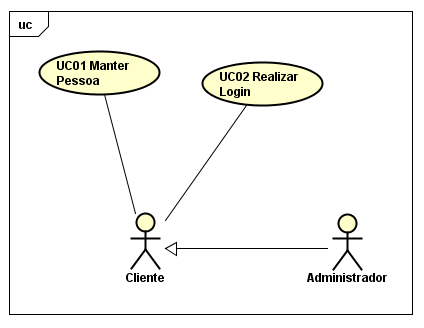 uc
UC01 Manter
Pessoa
UC02 Realizar
Login
Cliente
Administrador